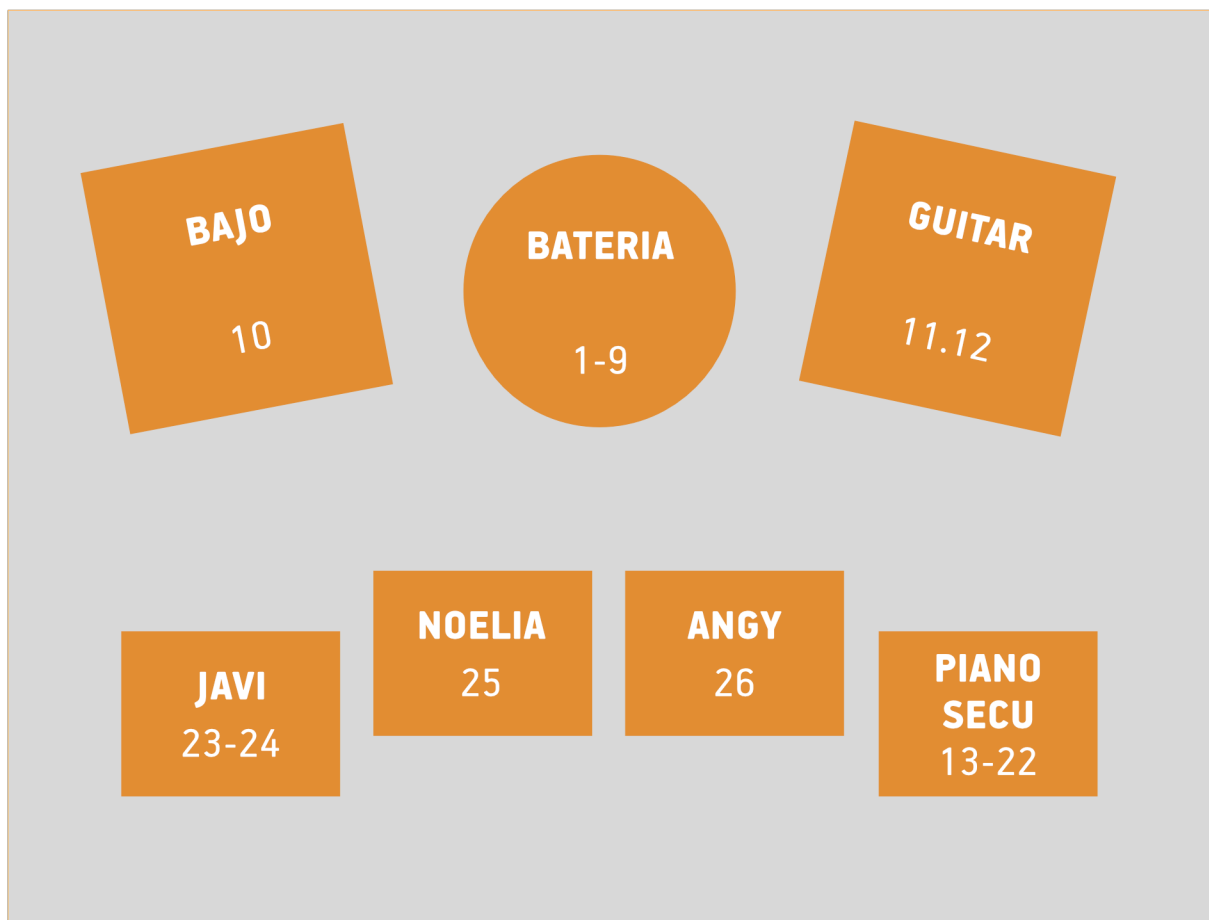 BAJO
10
BATERIA
1-9
GUITAR
11.12
JAVI
23-24
NOELIA
25
ANGY
26
PIANO
SECU
13-22